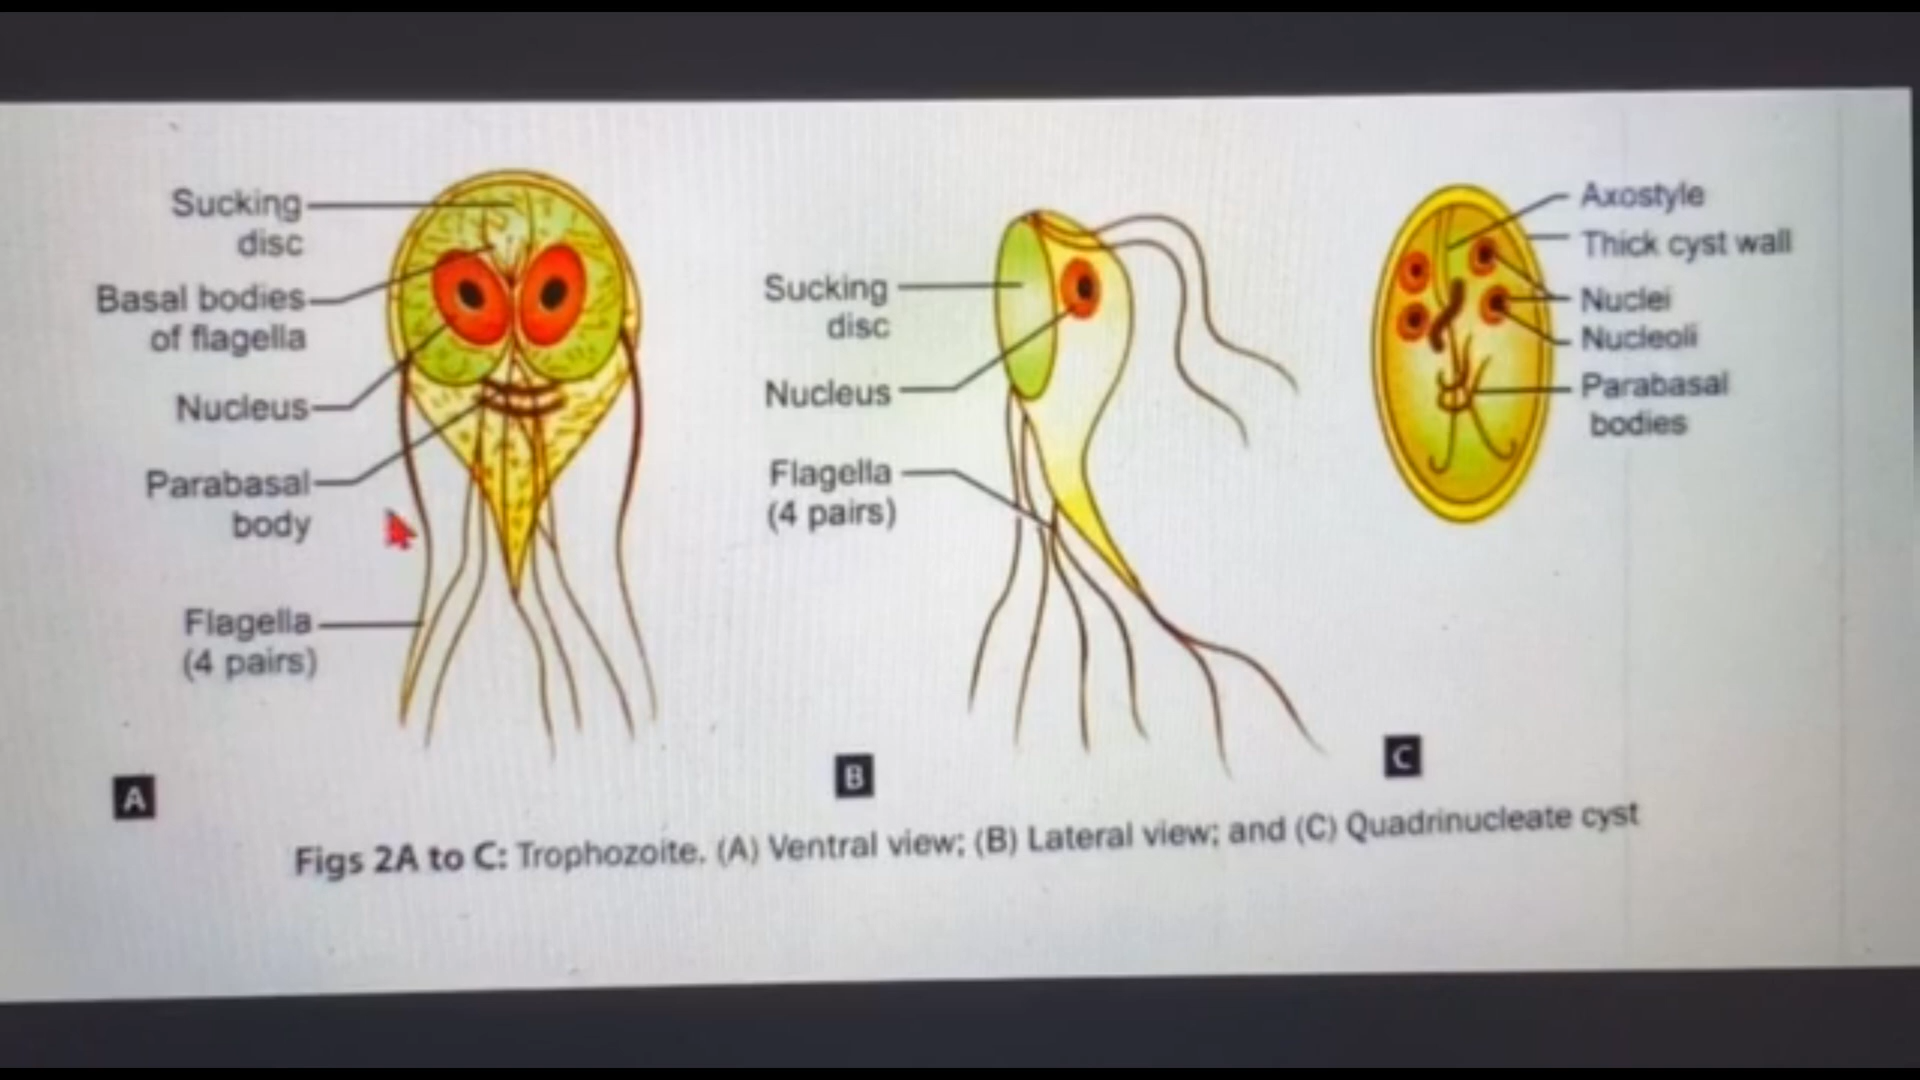 Sucking
disc
Basal bodies
of flagella
Nucleus
Parabasal
body
Flagella
(4 pairs)
A
Sucking
disc
Nucleus
Flagella
(4 pairs)
B
Axostyle
Thick cyst wall
Nuclei
Nucleoli
Parabasal
bodies
C
Figs 2A to C: Trophozoite. (A) Ventral view; (B) Lateral view; and (C) Quadrinucleate cyst